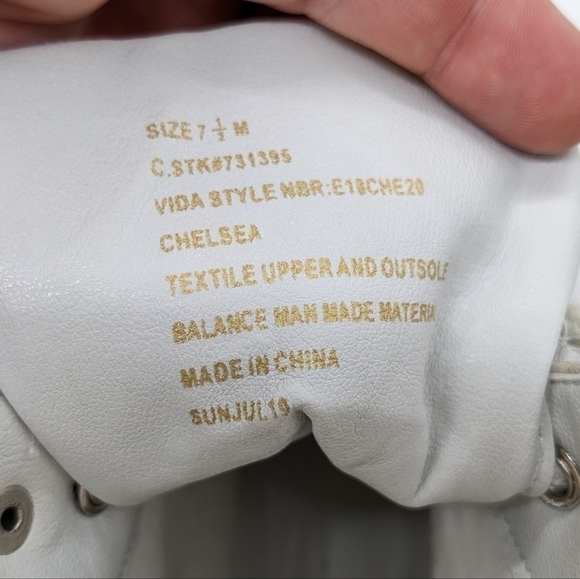 SIZE 7 ½ M
C.STK#731395
VIDA STYLE NBR:E18CHE20
CHELSEA
TEXTILE UPPER AND OUTSOLE
BALANCE MAN MADE MATERIA
MADE IN CHINA
SUNJUL19